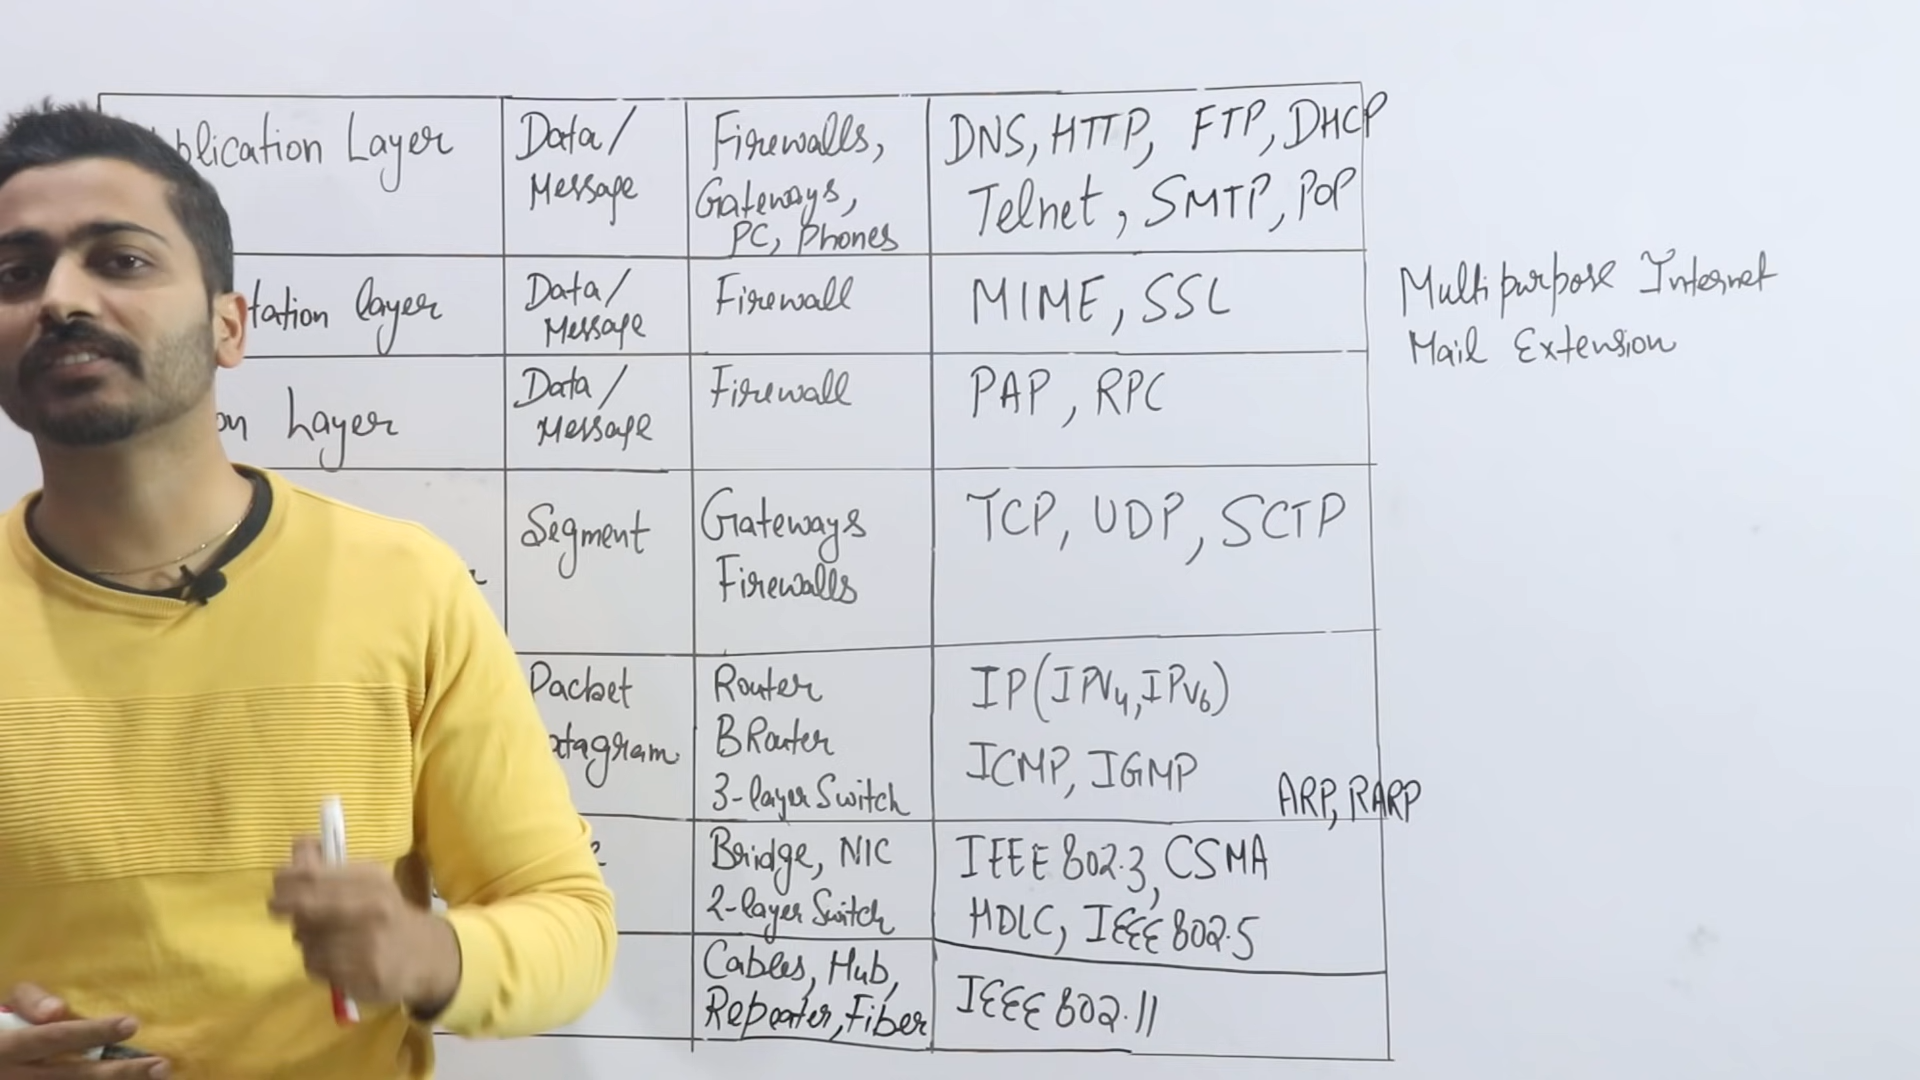 plication Layer
Data/
Message
Firewalls,
Gateways,
PC, Phones
DNS, HTTP, FTP, DHCP
Telnet, SMTP, POP
tation layer
Data/
Message
Firewall
MIME, SSL
Multipurpose Internet
Mail Extension
on Layer
Data/
Message
Firewall
PAP, RPC
Segment
Gateways
Firewalls
TCP, UDP, SCTP
Packet
atagram
Router
BRouter
3-layer Switch
IP(IPV4,IPV6)
ICMP, IGMP
ARP, RARP
Bridge, NIC
2-layer Switch
IEEE 802.3, CSMA
HDLC, IEEE 802.5
Cables, Hub,
Repeater, Fiber
IEEE 802.11